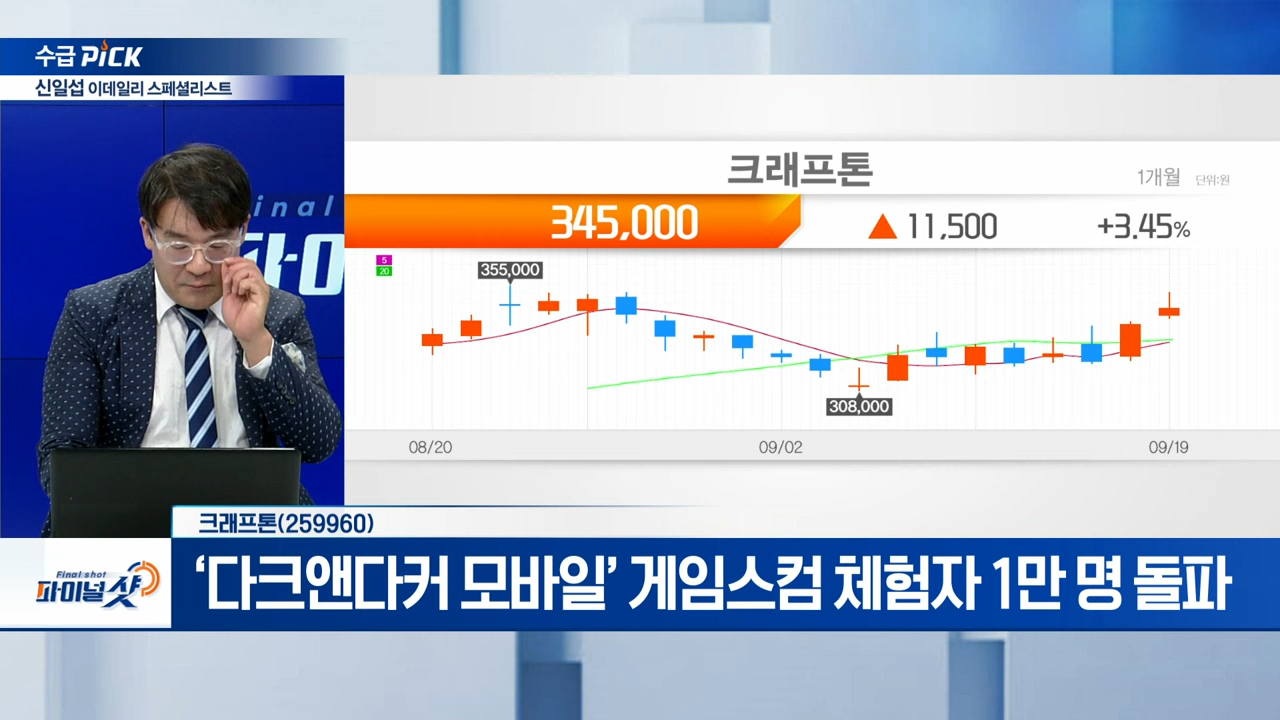 수급 PiCK
신일섭 이데일리 스페셜리스트
inal
크래프톤
1개월 단위:원
345,000 ▲ 11,500 +3.45%
5
20
355,000
308,000
08/20 09/02 09/19
크래프톤(259960)
Final shot
파이널샷
‘다크앤다커 모바일’ 게임스컴 체험자 1만 명 돌파